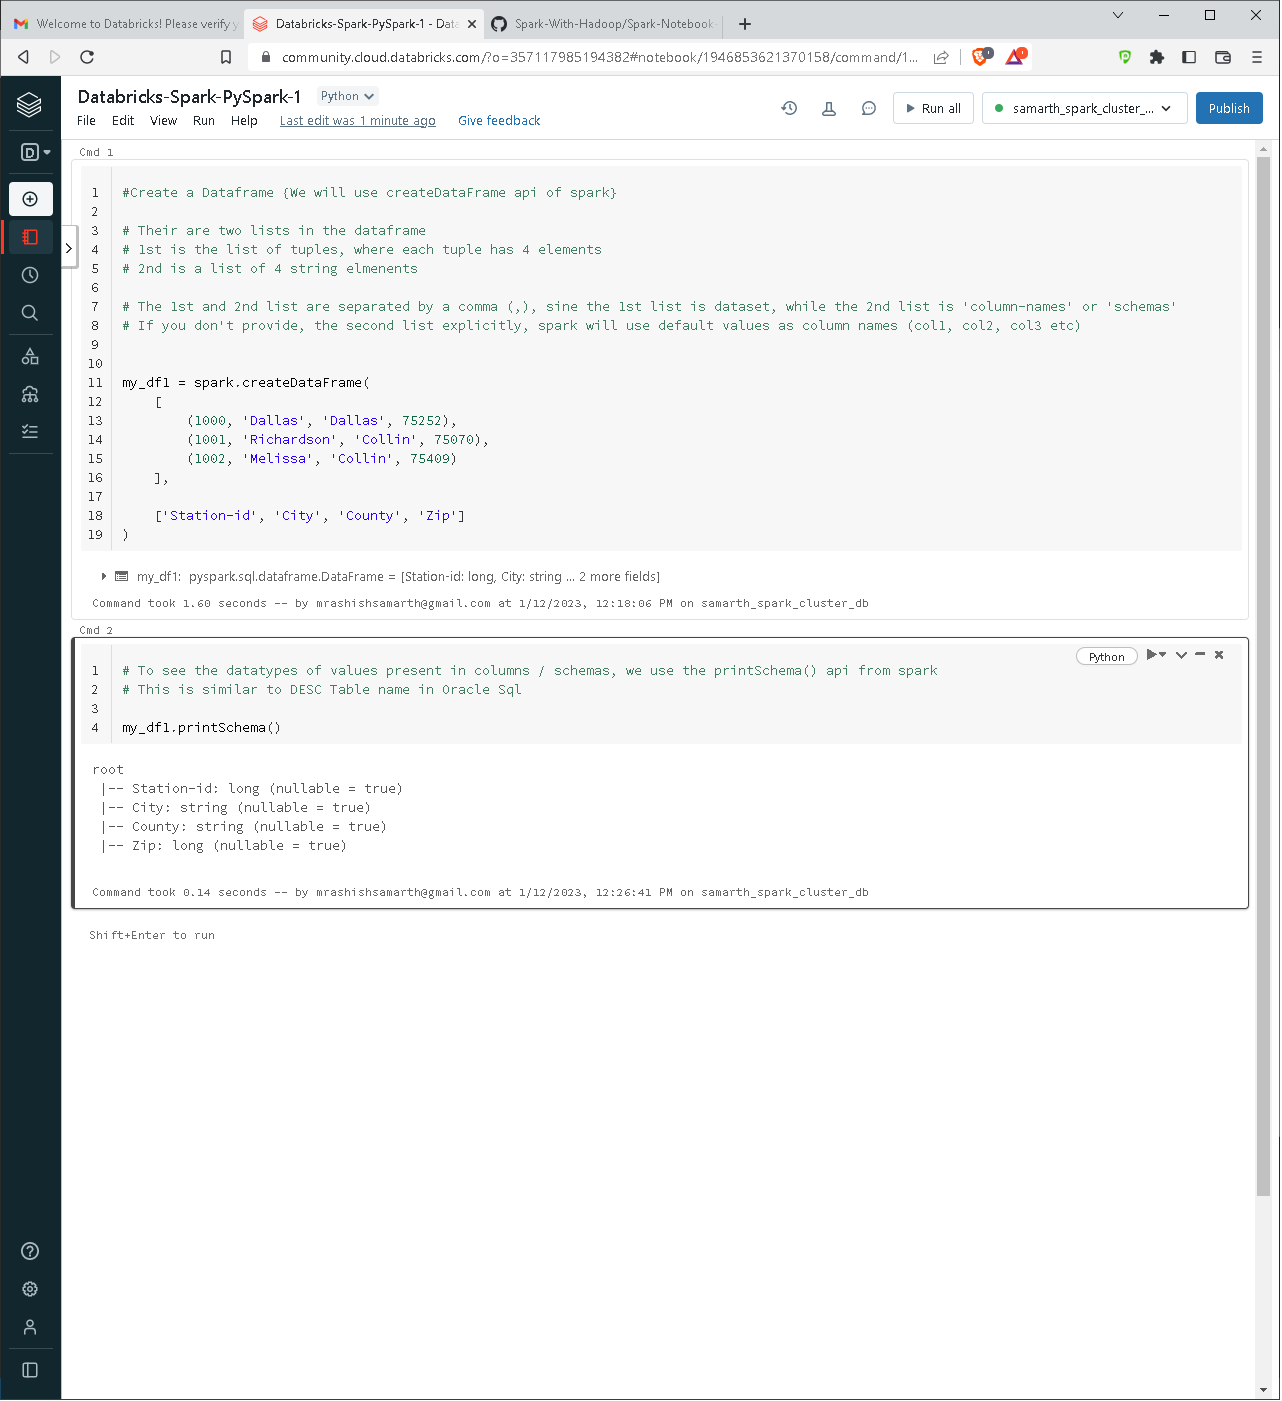 Welcome to Databricks! Please verify y
Databricks-Spark-PySpark-1 - Data
Spark-With-Hadoop/Spark-Notebook
community.cloud.databricks.com/?o=357117985194382#notebook/1946853621370158/command/1...
Databricks-Spark-PySpark-1 Python
File Edit View Run Help Last edit was 1 minute ago Give feedback
Run all samarth_spark_cluster_... Publish
D
Cmd 1
1 #Create a Dataframe {We will use createDataFrame api of spark}
2
3 # Their are two lists in the dataframe
4 # 1st is the list of tuples, where each tuple has 4 elements
5 # 2nd is a list of 4 string elmenents
6
7 # The 1st and 2nd list are separated by a comma (,), sine the 1st list is dataset, while the 2nd list is 'column-names' or 'schemas'
8 # If you don't provide, the second list explicitly, spark will use default values as column names (col1, col2, col3 etc)
9
10
11 my_df1 = spark.createDataFrame(
12 [
13 (1000, 'Dallas', 'Dallas', 75252),
14 (1001, 'Richardson', 'Collin', 75070),
15 (1002, 'Melissa', 'Collin', 75409)
16 ],
17
18 ['Station-id', 'City', 'County', 'Zip']
19 )
my_df1: pyspark.sql.dataframe.DataFrame = [Station-id: long, City: string ... 2 more fields]
Command took 1.60 seconds -- by mrashishsamarth@gmail.com at 1/12/2023, 12:18:06 PM on samarth_spark_cluster_db
Cmd 2
Python
1 # To see the datatypes of values present in columns / schemas, we use the printSchema() api from spark
2 # This is similar to DESC Table name in Oracle Sql
3
4 my_df1.printSchema()
root
|-- Station-id: long (nullable = true)
|-- City: string (nullable = true)
|-- County: string (nullable = true)
|-- Zip: long (nullable = true)
Command took 0.14 seconds -- by mrashishsamarth@gmail.com at 1/12/2023, 12:26:41 PM on samarth_spark_cluster_db
Shift+Enter to run